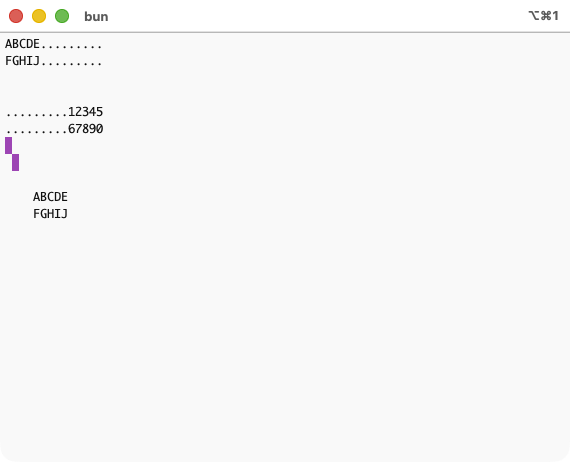 bun
⌥⌘1
ABCDE.........
FGHIJ.........
.........12345
.........67890
ABCDE
FGHIJ